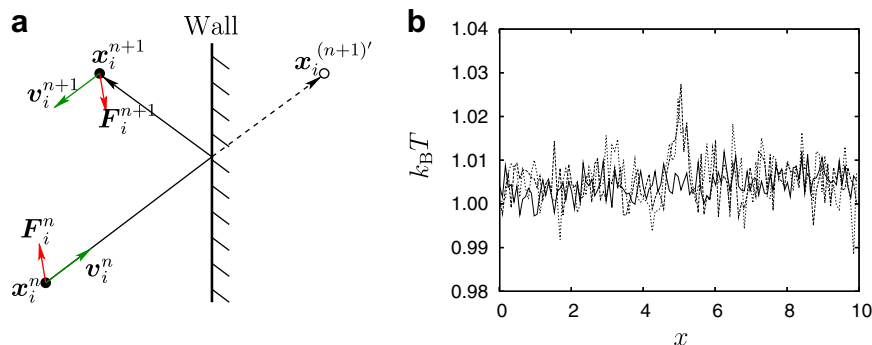 a
Wall
x_i^{n+1}
x_i^{(n+1)'}
v_i^{n+1}
F_i^{n+1}
F_i^n
v_i^n
x_i^n
b
1.04
1.03
1.02
1.01
1.00
0.99
0.98
k_BT
0 2 4 6 8 10
x